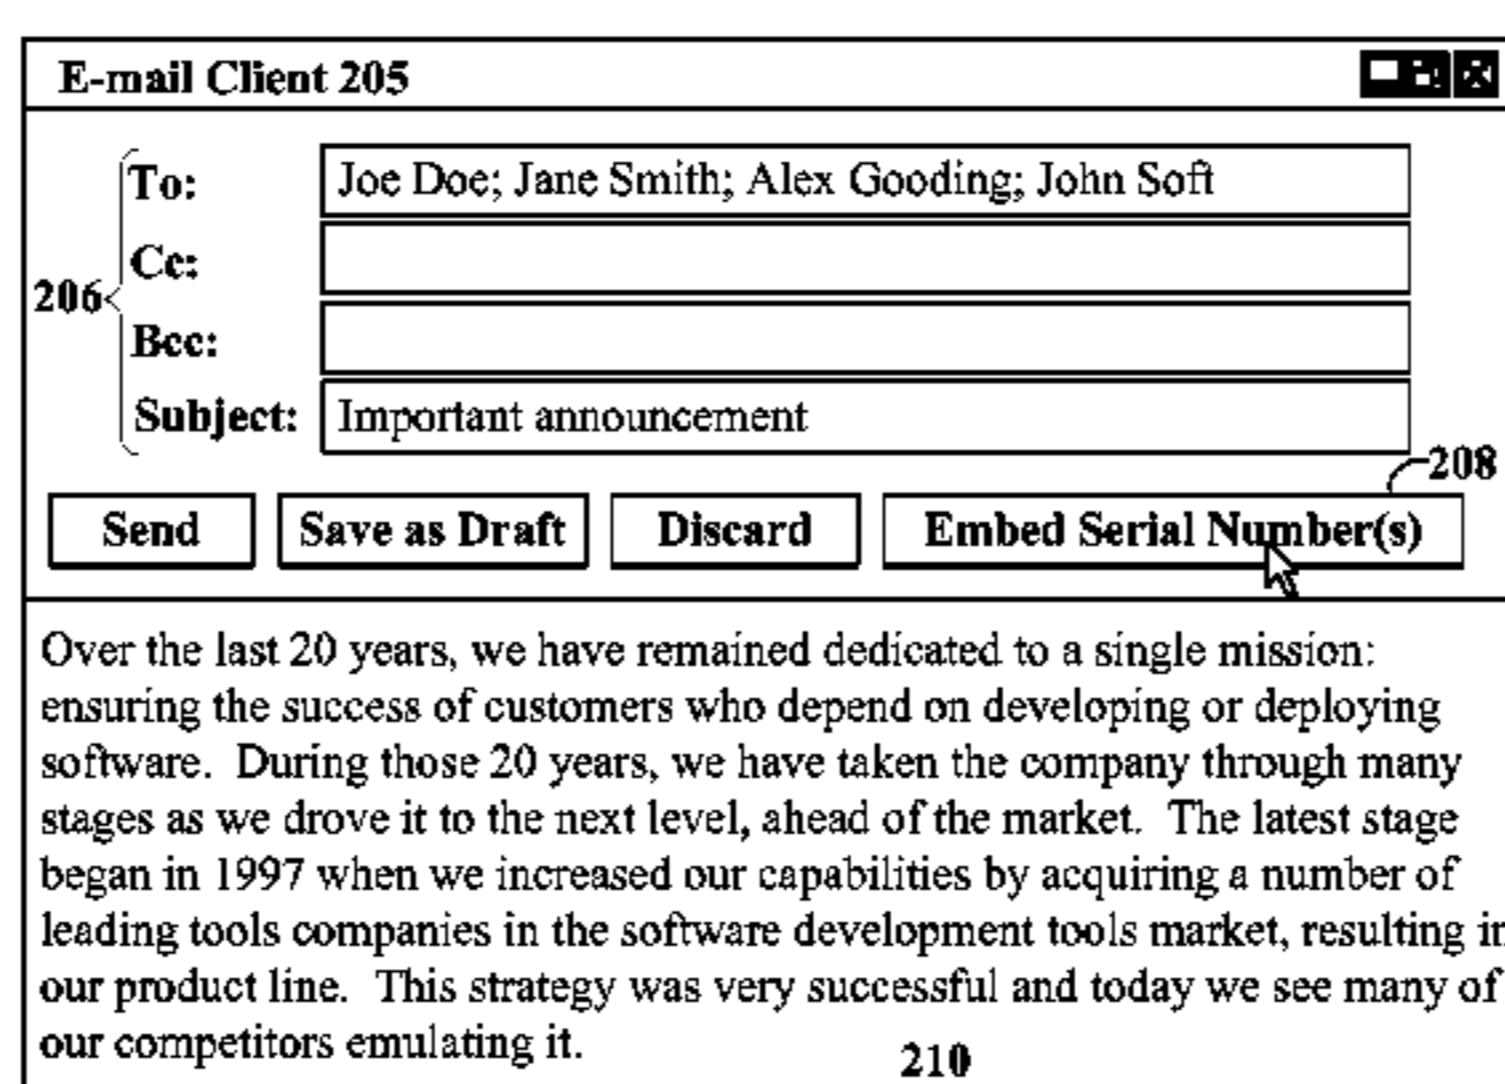 E-mail Client 205
To: Joe Doe; Jane Smith; Alex Gooding; John Soft
Cc:
206
Bcc:
Subject: Important announcement
208
Send Save as Draft Discard Embed Serial Number(s)
Over the last 20 years, we have remained dedicated to a single mission:
ensuring the success of customers who depend on developing or deploying
software. During those 20 years, we have taken the company through many
stages as we drove it to the next level, ahead of the market. The latest stage
began in 1997 when we increased our capabilities by acquiring a number of
leading tools companies in the software development tools market, resulting in
our product line. This strategy was very successful and today we see many of
our competitors emulating it.
210